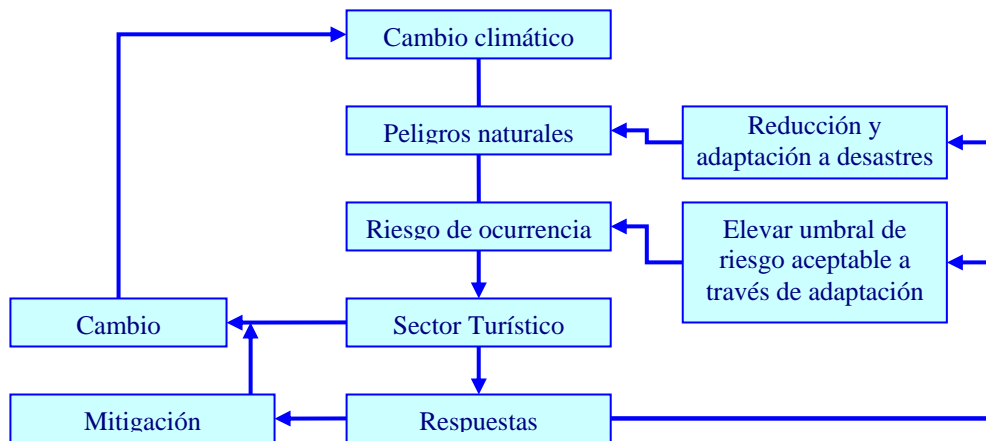 Cambio climático
Peligros naturales
Reducción y
adaptación a desastres
Riesgo de ocurrencia
Elevar umbral de
riesgo aceptable a
través de adaptación
Cambio
Sector Turístico
Mitigación
Respuestas